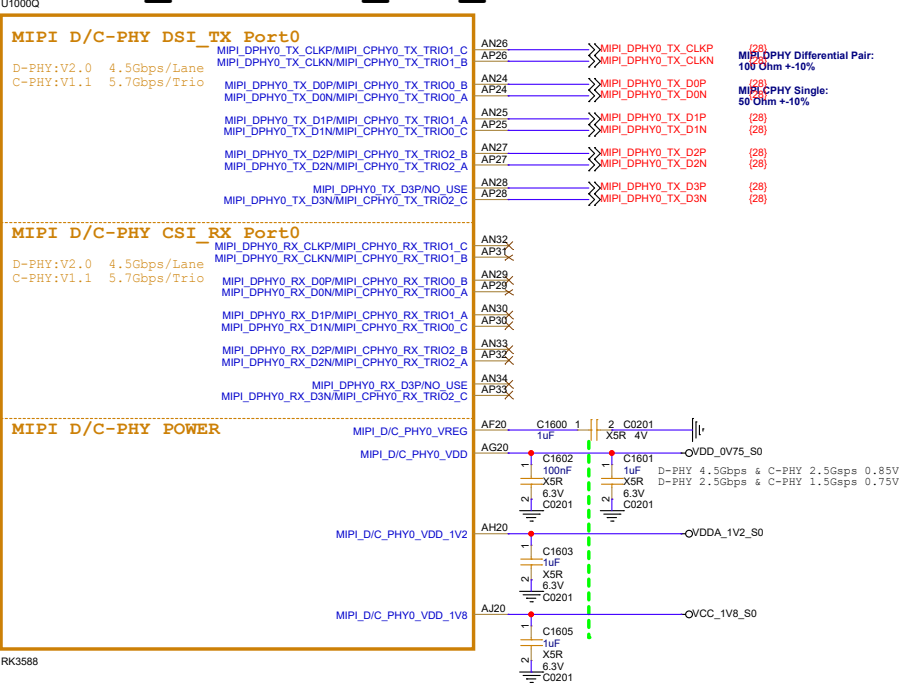 U1000Q
MIPI D/C-PHY DSI_TX Port0
D-PHY:V2.0 4.5Gbps/Lane
C-PHY:V1.1 5.7Gbps/Trio
MIPI_DPHY0_TX_CLKP/MIPI_CPHY0_TX_TRIO1_C AN26 MIPI_DPHY0_TX_CLKP {28}
MIPI_DPHY0_TX_CLKN/MIPI_CPHY0_TX_TRIO1_B AP26 MIPI_DPHY0_TX_CLKN {28}
MIPI_DPHY0_TX_D0P/MIPI_CPHY0_TX_TRIO0_B AN24 MIPI_DPHY0_TX_D0P {28}
MIPI_DPHY0_TX_D0N/MIPI_CPHY0_TX_TRIO0_A AP24 MIPI_DPHY0_TX_D0N {28}
MIPI_DPHY0_TX_D1P/MIPI_CPHY0_TX_TRIO1_A AN25 MIPI_DPHY0_TX_D1P {28}
MIPI_DPHY0_TX_D1N/MIPI_CPHY0_TX_TRIO0_C AP25 MIPI_DPHY0_TX_D1N {28}
MIPI_DPHY0_TX_D2P/MIPI_CPHY0_TX_TRIO2_B AN27 MIPI_DPHY0_TX_D2P {28}
MIPI_DPHY0_TX_D2N/MIPI_CPHY0_TX_TRIO2_A AP27 MIPI_DPHY0_TX_D2N {28}
MIPI_DPHY0_TX_D3P/NO_USE AN28 MIPI_DPHY0_TX_D3P {28}
MIPI_DPHY0_TX_D3N/MIPI_CPHY0_TX_TRIO2_C AP28 MIPI_DPHY0_TX_D3N {28}
MIPI DPHY Differential Pair:
100 Ohm +-10%
MIPI CPHY Single:
50 Ohm +-10%
MIPI D/C-PHY CSI_RX Port0
D-PHY:V2.0 4.5Gbps/Lane
C-PHY:V1.1 5.7Gbps/Trio
MIPI_DPHY0_RX_CLKP/MIPI_CPHY0_RX_TRIO1_C AN32
MIPI_DPHY0_RX_CLKN/MIPI_CPHY0_RX_TRIO1_B AP31
MIPI_DPHY0_RX_D0P/MIPI_CPHY0_RX_TRIO0_B AN29
MIPI_DPHY0_RX_D0N/MIPI_CPHY0_RX_TRIO0_A AP29
MIPI_DPHY0_RX_D1P/MIPI_CPHY0_RX_TRIO1_A AN30
MIPI_DPHY0_RX_D1N/MIPI_CPHY0_RX_TRIO0_C AP30
MIPI_DPHY0_RX_D2P/MIPI_CPHY0_RX_TRIO2_B AN33
MIPI_DPHY0_RX_D2N/MIPI_CPHY0_RX_TRIO2_A AP32
MIPI_DPHY0_RX_D3P/NO_USE AN34
MIPI_DPHY0_RX_D3N/MIPI_CPHY0_RX_TRIO2_C AP33
MIPI D/C-PHY POWER
MIPI_D/C_PHY0_VREG AF20 C1600 1 2 C0201
1uF X5R 4V
MIPI_D/C_PHY0_VDD AG20 VDD_0V75_S0
1 C1602
100nF
X5R
2 6.3V
C0201
1 C1601
1uF
X5R
2 6.3V
C0201
D-PHY 4.5Gbps & C-PHY 2.5Gsps 0.85V
D-PHY 2.5Gbps & C-PHY 1.5Gsps 0.75V
MIPI_D/C_PHY0_VDD_1V2 AH20 VDDA_1V2_S0
1 C1603
1uF
X5R
2 6.3V
C0201
MIPI_D/C_PHY0_VDD_1V8 AJ20 VCC_1V8_S0
1 C1605
1uF
X5R
2 6.3V
C0201
RK3588